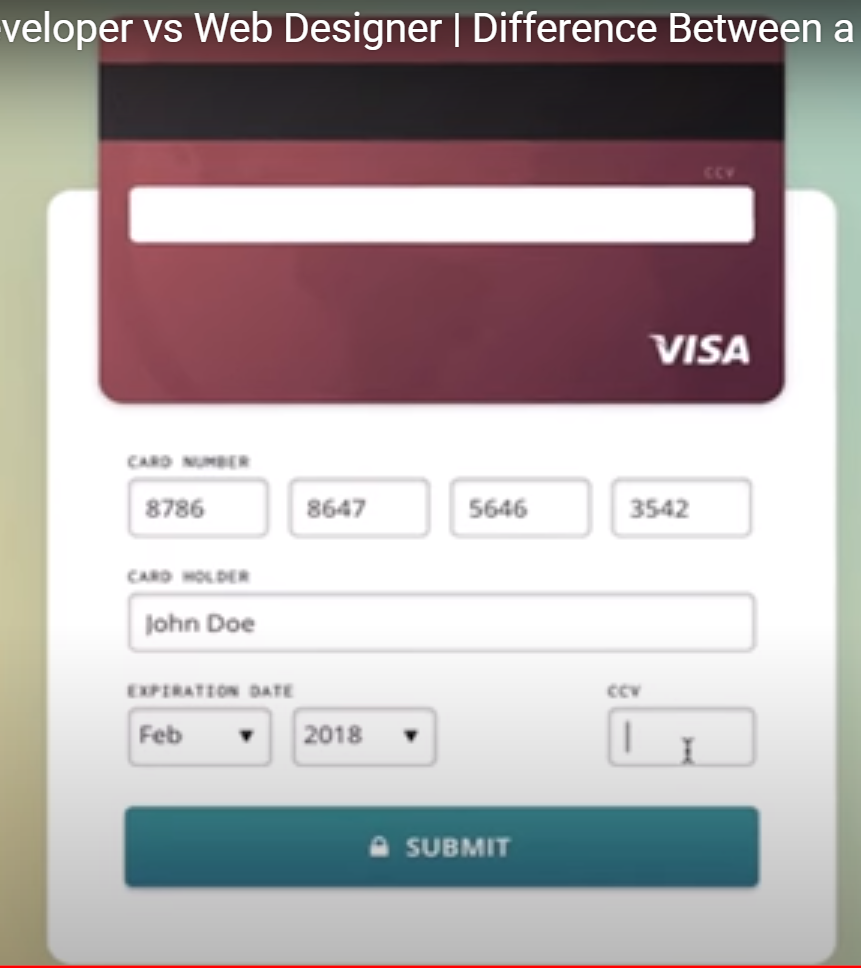 veloper vs Web Designer | Difference Between a
CCV
VISA
CARD NUMBER
8786 8647 5646 3542
CARD HOLDER
John Doe
EXPIRATION DATE CCV
Feb 2018
SUBMIT